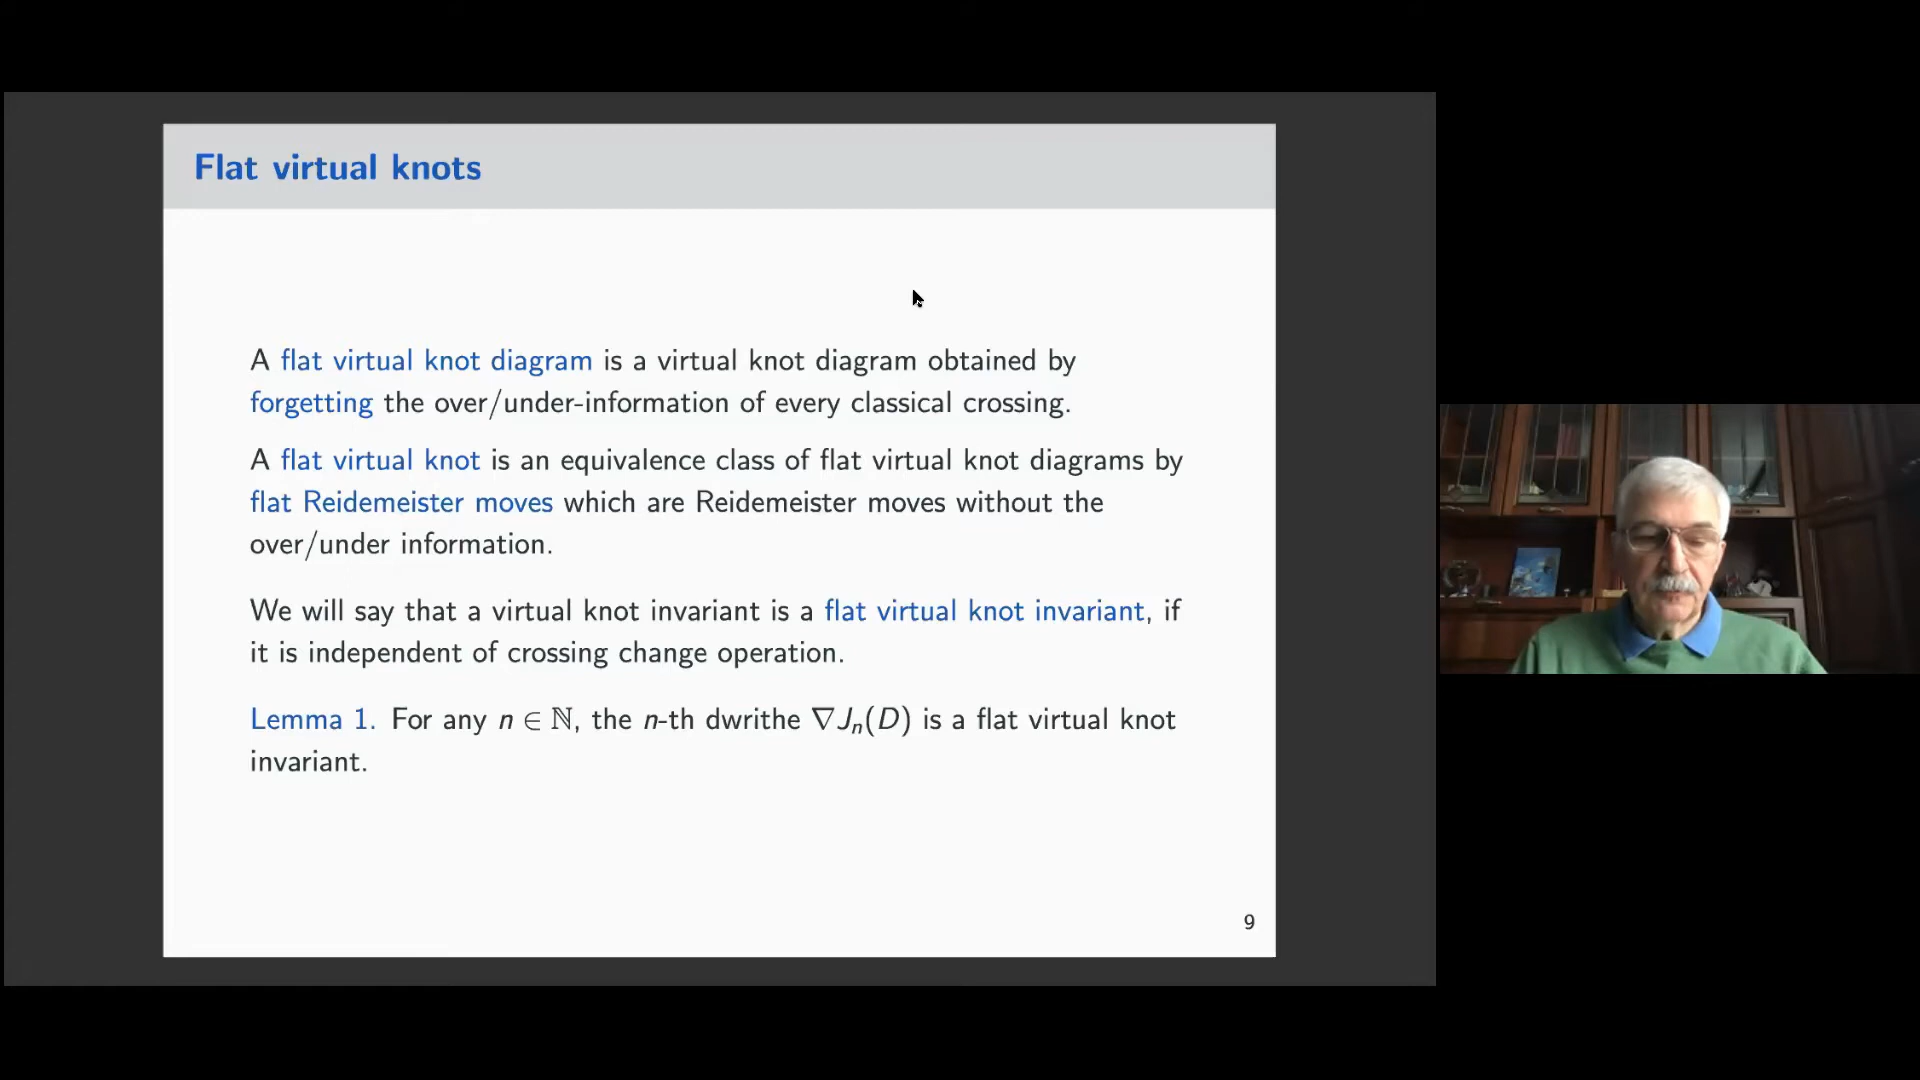 Flat virtual knots
A flat virtual knot diagram is a virtual knot diagram obtained by
forgetting the over/under-information of every classical crossing.
A flat virtual knot is an equivalence class of flat virtual knot diagrams by
flat Reidemeister moves which are Reidemeister moves without the
over/under information.
We will say that a virtual knot invariant is a flat virtual knot invariant, if
it is independent of crossing change operation.
Lemma 1. For any n ∈ ℕ, the n-th dwrithe ∇Jₙ(D) is a flat virtual knot
invariant.
9